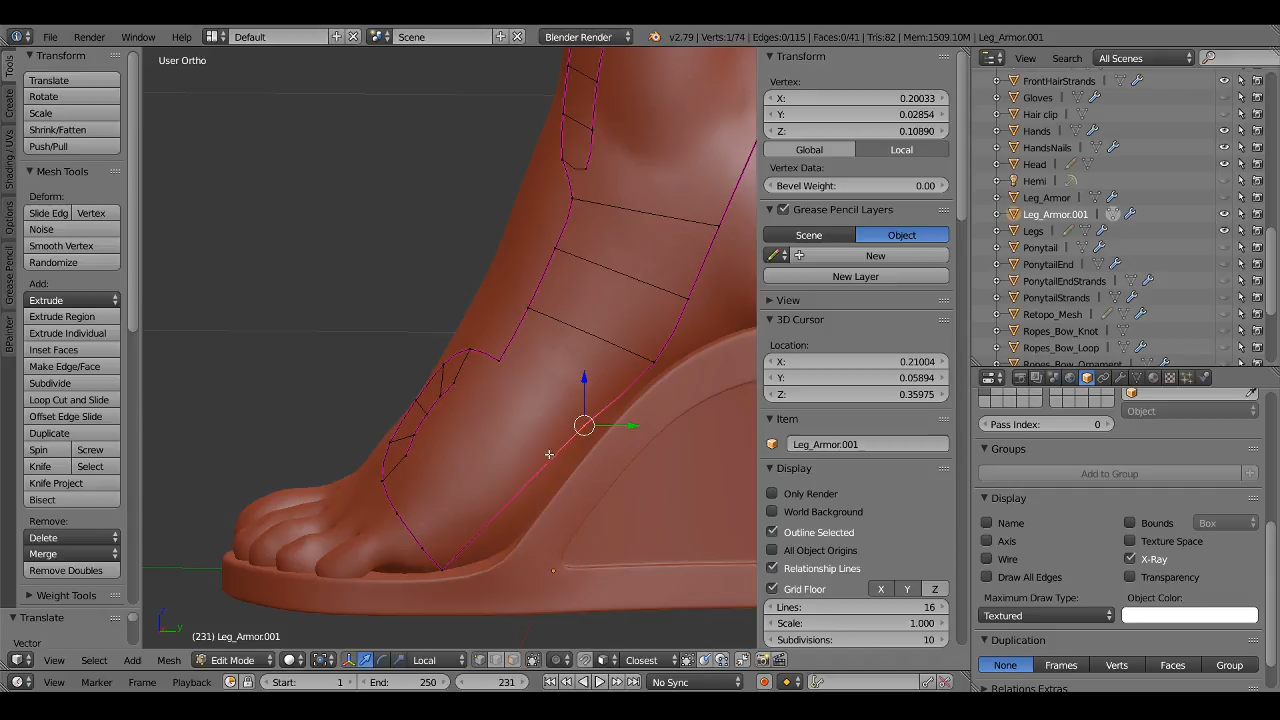 File Render Window Help Default Scene Blender Render v2.79 | Verts:1/74 | Edges:0/115 | Faces:0/41 | Tris:82 | Mem:1509.10M | Leg_Armor.001
Tools
Create
Shading / UVs
Options
Grease Pencil
BPainter
Transform
Translate
Rotate
Scale
Shrink/Fatten
Push/Pull
Mesh Tools
Deform:
Slide Edg Vertex
Noise
Smooth Vertex
Randomize
Add:
Extrude
Extrude Region
Extrude Individual
Inset Faces
Make Edge/Face
Subdivide
Loop Cut and Slide
Offset Edge Slide
Duplicate
Spin Screw
Knife Select
Knife Project
Bisect
Remove:
Delete
Merge
Remove Doubles
Weight Tools
Translate
Vector
User Ortho
z
y
(231) Leg_Armor.001
Transform
Vertex:
X: 0.20033
Y: 0.02854
Z: 0.10890
Global Local
Vertex Data:
Bevel Weight: 0.00
Grease Pencil Layers
Scene Object
New
New Layer
View
3D Cursor
Location:
X: 0.21004
Y: 0.05894
Z: 0.35975
Item
Leg_Armor.001
Display
Only Render
World Background
Outline Selected
All Object Origins
Relationship Lines
Grid Floor X Y Z
Lines: 16
Scale: 1.000
Subdivisions: 10
View Search All Scenes
FrontHairStrands
Gloves
Hair clip
Hands
HandsNails
Head
Hemi
Leg_Armor
Leg_Armor.001
Legs
Ponytail
PonytailEnd
PonytailEndStrands
PonytailStrands
Retopo_Mesh
Ropes_Bow_Knot
Ropes_Bow_Loop
Ropes_Bow_Ornament
Object
Pass Index: 0
Groups
Add to Group
Display
Name Bounds Box
Axis Texture Space
Wire X-Ray
Draw All Edges Transparency
Maximum Draw Type: Object Color:
Textured
Duplication
None Frames Verts Faces Group
Relations Extras
View Select Add Mesh Edit Mode Local Closest
View Marker Frame Playback Start: 1 End: 250 231 No Sync